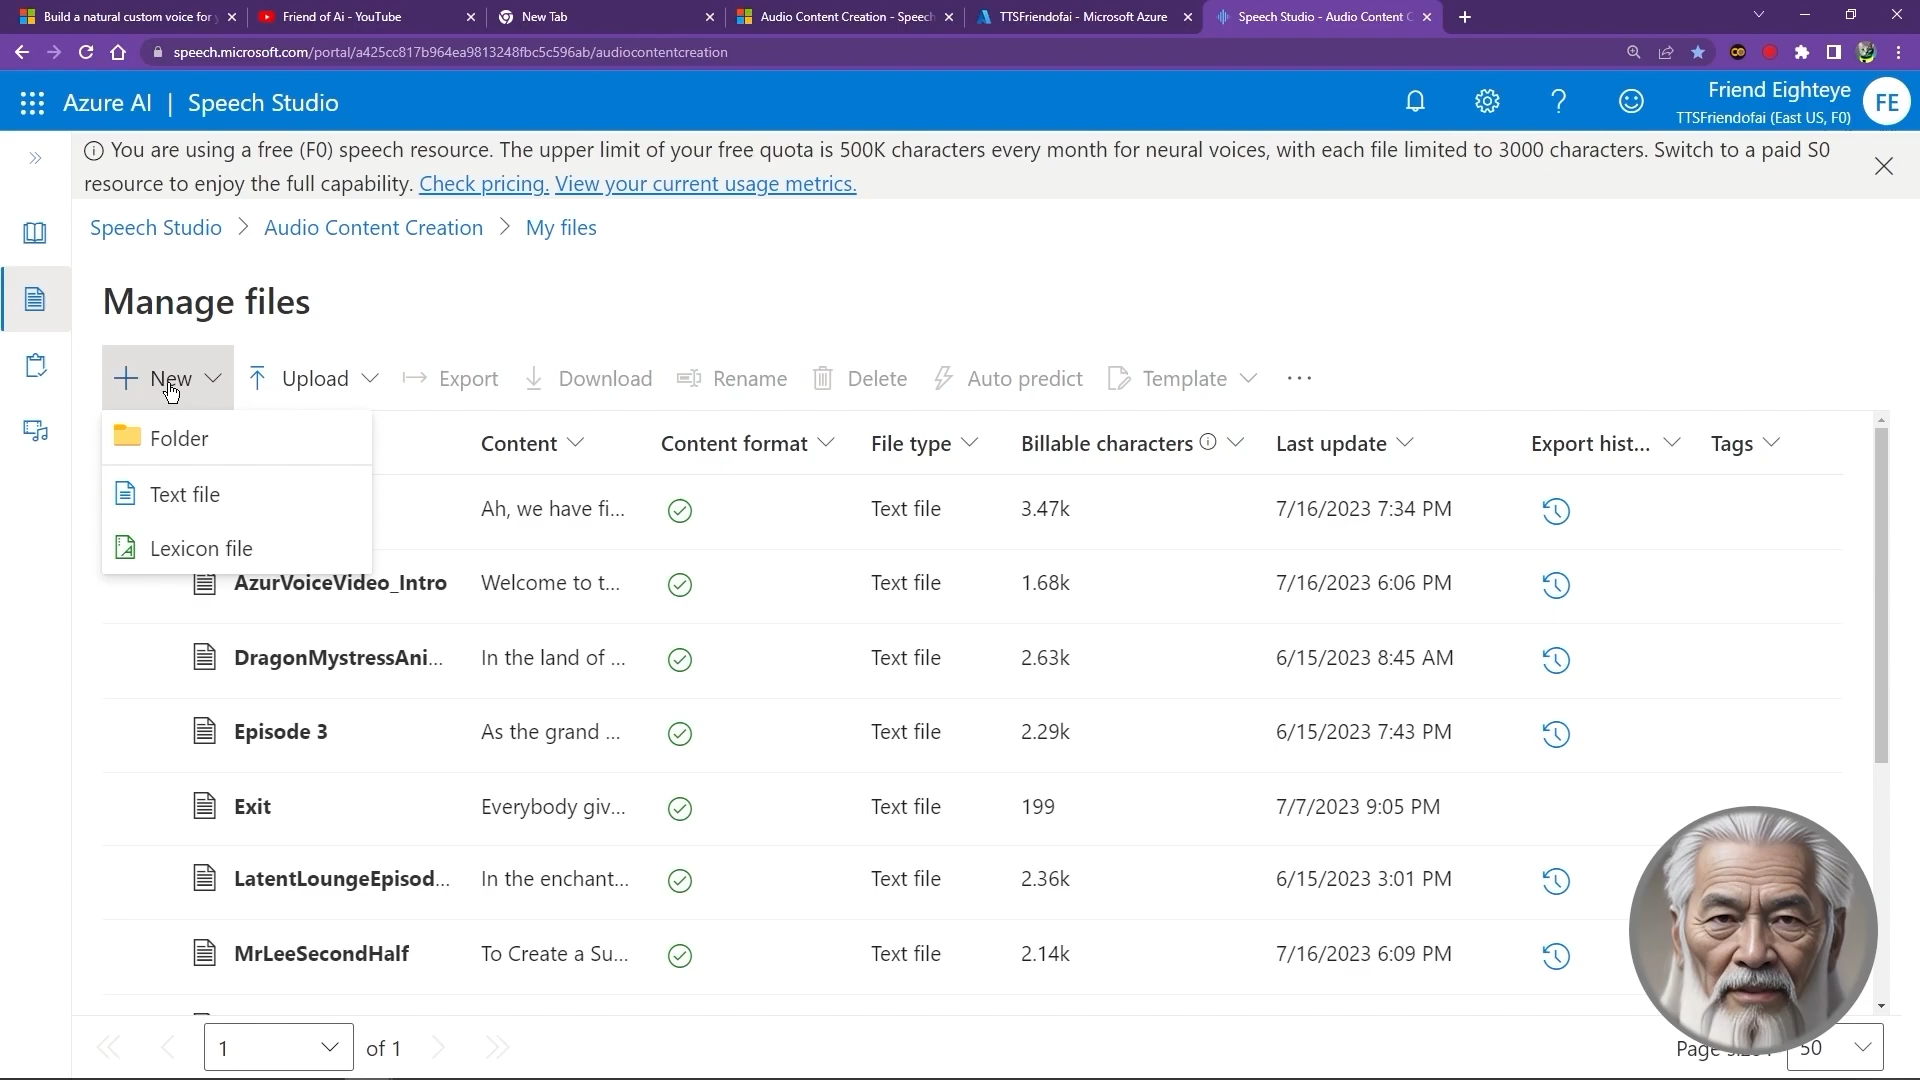 Build a natural custom voice for
Friend of Ai - YouTube
New Tab
Audio Content Creation - Speech
TTSFriendofai - Microsoft Azure
Speech Studio - Audio Content C
speech.microsoft.com/portal/a425cc817b964ea9813248fbc5c596ab/audiocontentcreation
Azure AI | Speech Studio
Friend Eighteye
TTSFriendofai (East US, F0)
FE
You are using a free (F0) speech resource. The upper limit of your free quota is 500K characters every month for neural voices, with each file limited to 3000 characters. Switch to a paid S0
resource to enjoy the full capability. Check pricing. View your current usage metrics.
Speech Studio > Audio Content Creation > My files
Manage files
New Upload Export Download Rename Delete Auto predict Template ...
Folder
Text file
Lexicon file
Content Content format File type Billable characters Last update Export hist... Tags
Ah, we have fi... Text file 3.47k 7/16/2023 7:34 PM
AzurVoiceVideo_Intro Welcome to t... Text file 1.68k 7/16/2023 6:06 PM
DragonMystressAni... In the land of ... Text file 2.63k 6/15/2023 8:45 AM
Episode 3 As the grand ... Text file 2.29k 6/15/2023 7:43 PM
Exit Everybody giv... Text file 199 7/7/2023 9:05 PM
LatentLoungeEpisod... In the enchant... Text file 2.36k 6/15/2023 3:01 PM
MrLeeSecondHalf To Create a Su... Text file 2.14k 7/16/2023 6:09 PM
1 of 1
Page 50